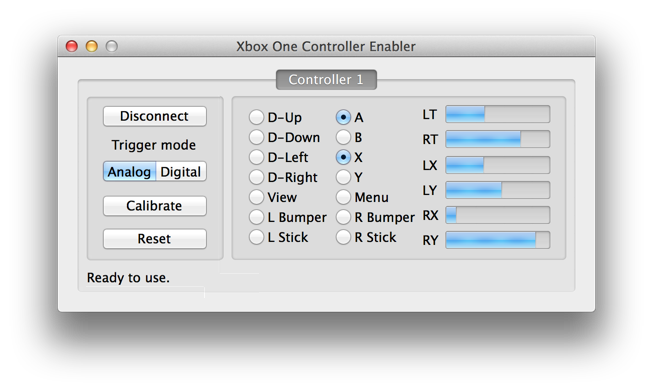 Xbox One Controller Enabler
Controller 1
Disconnect
Trigger mode
Analog Digital
Calibrate
Reset
D-Up A
D-Down B
D-Left X
D-Right Y
View Menu
L Bumper R Bumper
L Stick R Stick
LT
RT
LX
LY
RX
RY
Ready to use.